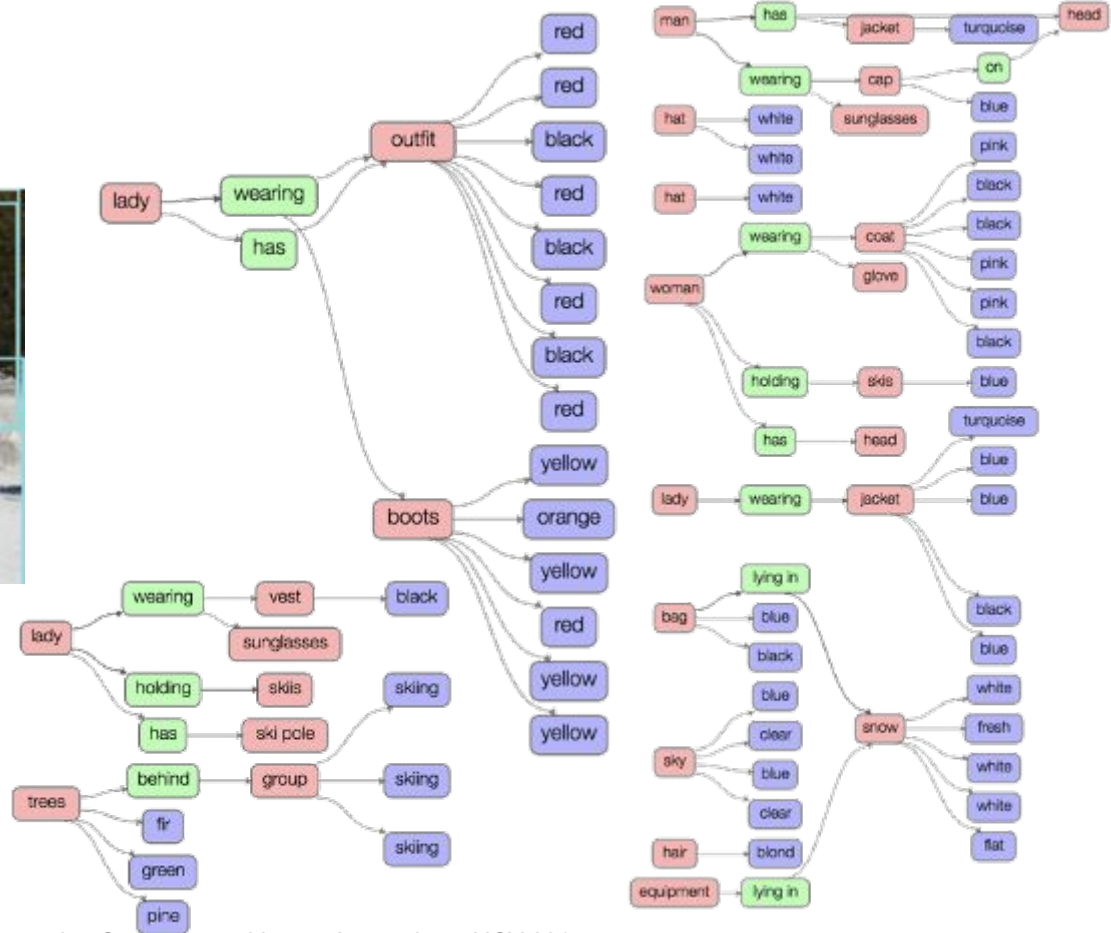 lady
wearing
has
outfit
red
red
black
red
black
red
black
red
boots
yellow
orange
yellow
red
yellow
yellow
lady
wearing
vest
black
sunglasses
holding
skiis
has
ski pole
trees
behind
group
skiing
skiing
skiing
fir
green
pine
man
has
jacket
turquoise
head
wearing
cap
on
blue
sunglasses
hat
white
white
hat
white
woman
wearing
coat
pink
black
black
pink
pink
black
glove
holding
skis
blue
has
head
lady
wearing
jacket
turquoise
blue
blue
black
blue
bag
lying in
blue
black
snow
white
fresh
white
white
flat
sky
blue
clear
blue
clear
hair
blond
equipment
lying in